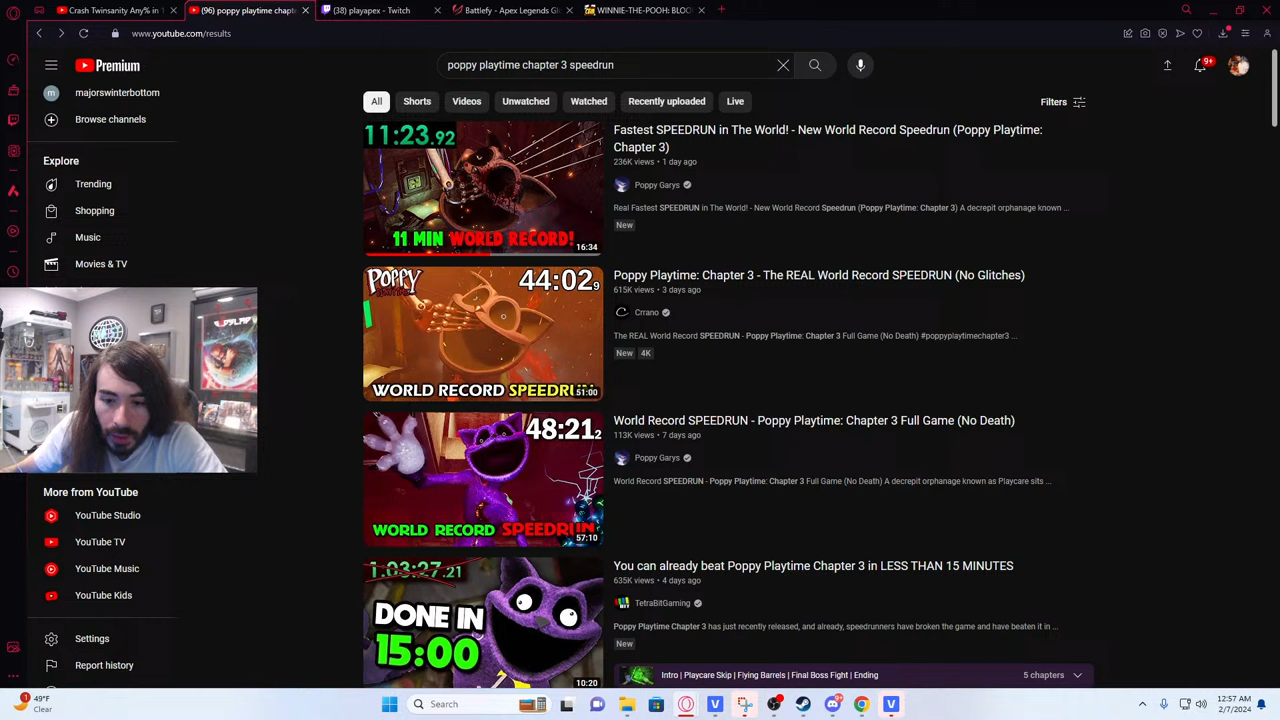 Crash Twinsanity Any% in
(96) poppy playtime chapte
(33) playapex - Twitch
Battlefy - Apex Legends Gl
WINNIE-THE-POOH: BLOO
www.youtube.com/results
Premium
poppy playtime chapter 3 speedrun
9+
m
majorswinterbottom
Browse channels
Explore
Trending
Shopping
Music
Movies & TV
More from YouTube
YouTube Studio
YouTube TV
YouTube Music
YouTube Kids
Settings
Report history
All
Shorts
Videos
Unwatched
Watched
Recently uploaded
Live
Filters
11:23.92
11 MIN WORLD RECORD!
16:34
Fastest SPEEDRUN in The World! - New World Record Speedrun (Poppy Playtime:
Chapter 3)
236K views • 1 day ago
Poppy Garys
Real Fastest SPEEDRUN in The World! - New World Record Speedrun (Poppy Playtime: Chapter 3) A decrepit orphanage known ...
New
POPPY
44:02 9
WORLD RECORD SPEEDRUN
51:00
Poppy Playtime: Chapter 3 - The REAL World Record SPEEDRUN (No Glitches)
615K views • 3 days ago
Crrano
The REAL World Record SPEEDRUN - Poppy Playtime: Chapter 3 Full Game (No Death) #poppyplaytimechapter3 ...
New 4K
48:21 2
WORLD RECORD SPEEDRUN
57:10
World Record SPEEDRUN - Poppy Playtime: Chapter 3 Full Game (No Death)
113K views • 7 days ago
Poppy Garys
World Record SPEEDRUN - Poppy Playtime: Chapter 3 Full Game (No Death) A decrepit orphanage known as Playcare sits ...
1:03:27.21
DONE IN
15:00
10:20
You can already beat Poppy Playtime Chapter 3 in LESS THAN 15 MINUTES
635K views • 4 days ago
TetraBitGaming
Poppy Playtime Chapter 3 has just recently released, and already, speedrunners have broken the game and have beaten it in ...
New
Intro | Playcare Skip | Flying Barrels | Final Boss Fight | Ending
5 chapters
1
49°F
Clear
Search
9+
12:57 AM
2/7/2024